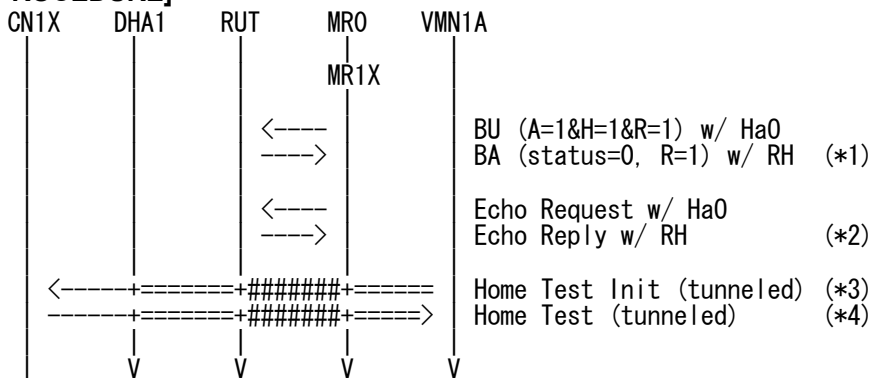 CN1X DHA1 RUT MR0 VMN1A
MR1X
<---- BU (A=1&H=1&R=1) w/ HaO
----> BA (status=0, R=1) w/ RH (*1)
<---- Echo Request w/ HaO
----> Echo Reply w/ RH (*2)
<-----+=======+#######+====== Home Test Init (tunneled) (*3)
------+=======+#######+=====> Home Test (tunneled) (*4)
V V V V